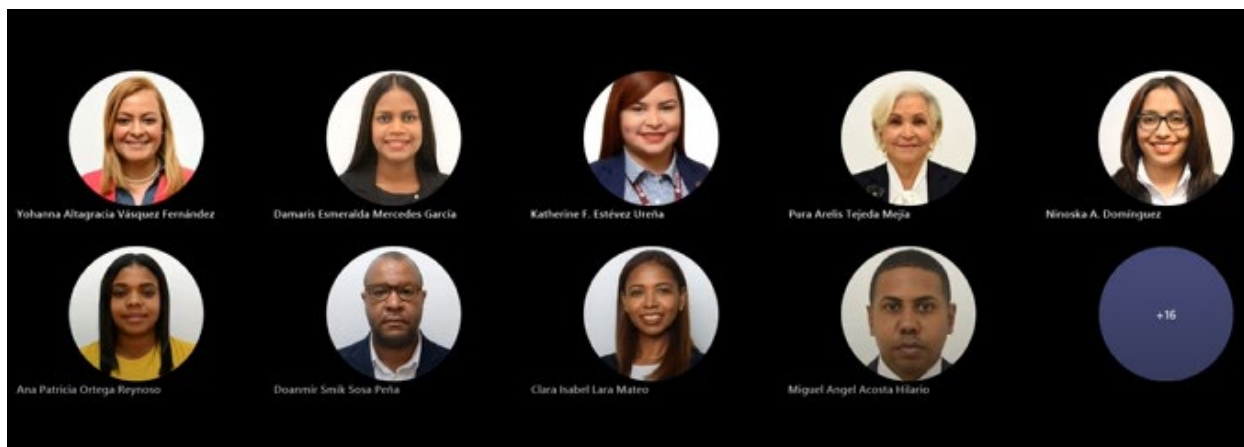 Yohanna Altagracia Vásquez Fernández
Damaris Esmeralda Mercedes García
Katherine F. Estévez Ureña
Pura Arelis Tejeda Mejía
Ninoska A. Domínguez
Ana Patricia Ortega Reynoso
Doanmir Smik Sosa Peña
Clara Isabel Lara Mateo
Miguel Angel Acosta Hilario
+16